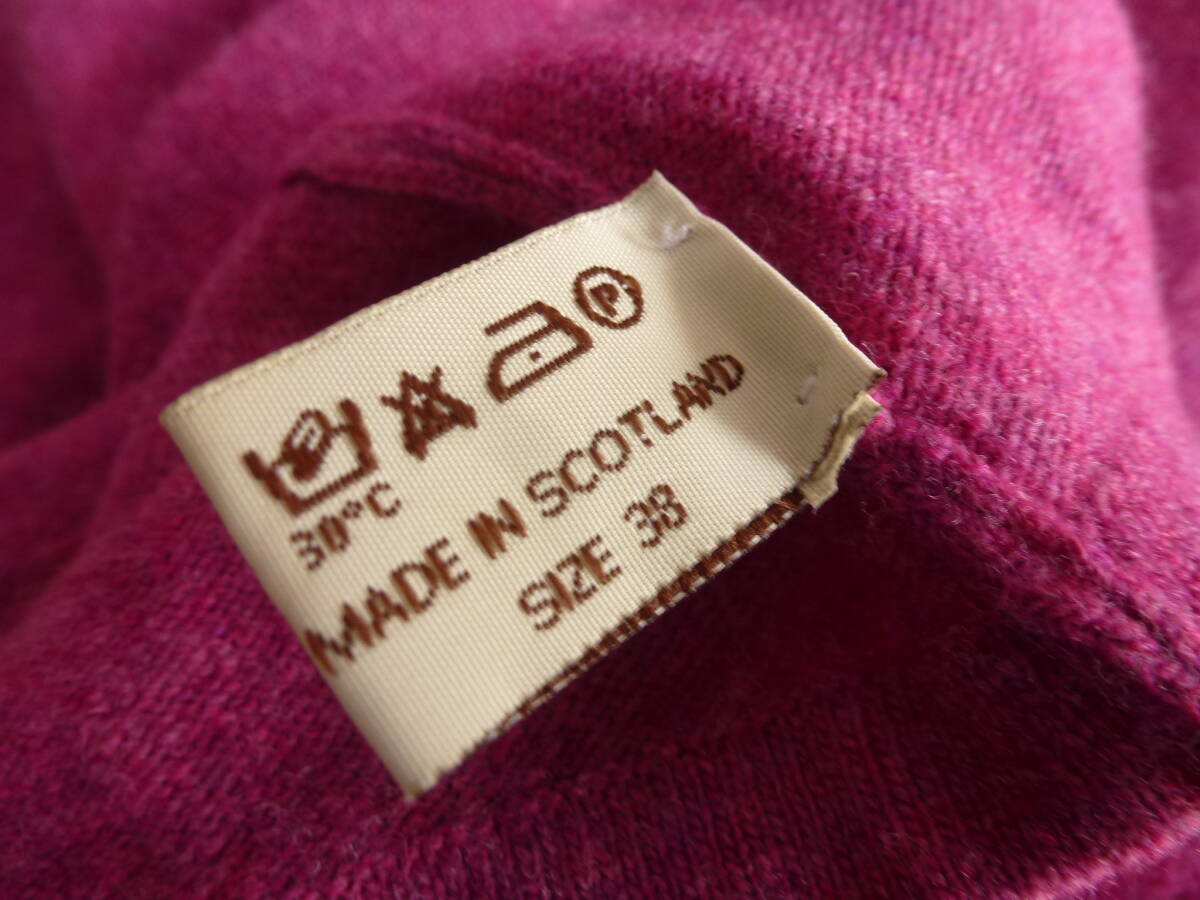 P
30°C
MADE IN SCOTLAND
SIZE 38